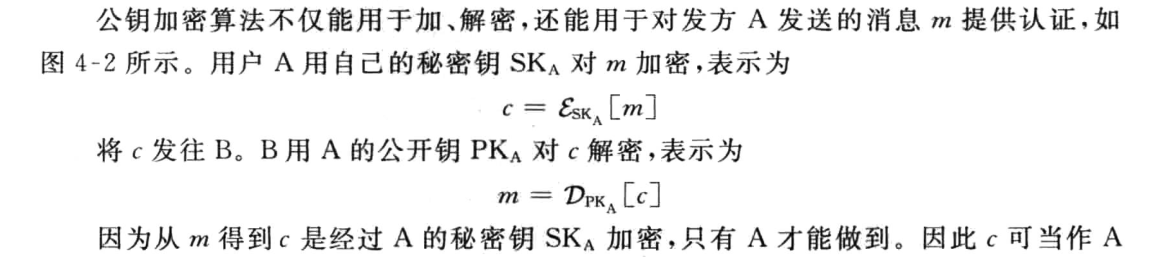 公钥加密算法不仅能用于加、解密,还能用于对发方 A 发送的消息 m 提供认证,如
图 4-2 所示。用户 A 用自己的秘密钥 SK_A 对 m 加密,表示为
c = ℰ_{SK_A}[m]
将 c 发往 B。B 用 A 的公开钥 PK_A 对 c 解密,表示为
m = 𝒟_{PK_A}[c]
因为从 m 得到 c 是经过 A 的秘密钥 SK_A 加密,只有 A 才能做到。因此 c 可当作 A